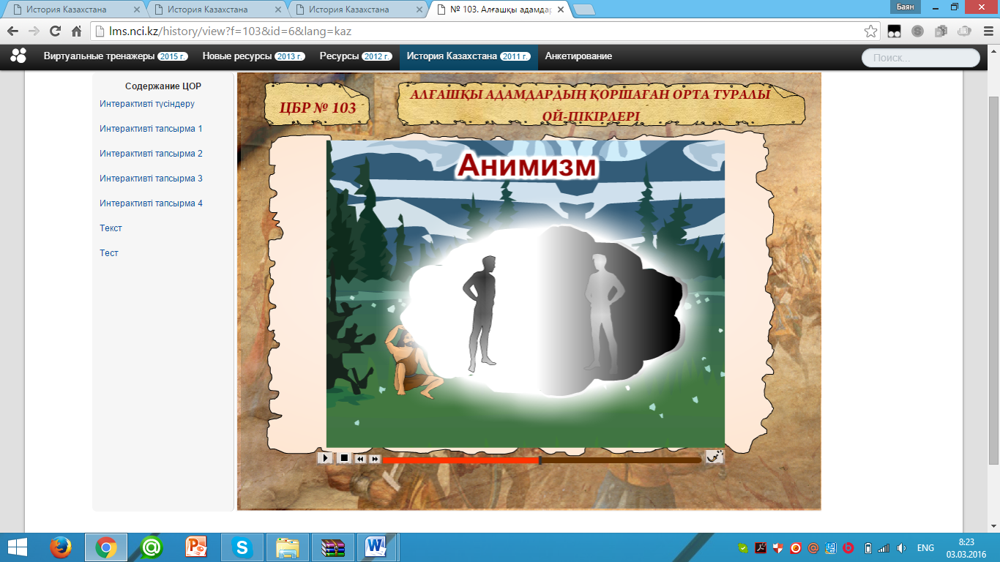 История Казахстана
История Казахстана
История Казахстана
№ 103. Алғашқы адамдар
Баян
lms.nci.kz/history/view?f=103&id=6&lang=kaz
Виртуальные тренажеры 2015 г.
Новые ресурсы 2013 г.
Ресурсы 2012 г.
История Казахстана 2011 г.
Анкетирование
Поиск...
Содержание ЦОР
Интерактивті түсіндеру
Интерактивті тапсырма 1
Интерактивті тапсырма 2
Интерактивті тапсырма 3
Интерактивті тапсырма 4
Текст
Тест
ЦБР № 103
АЛҒАШҚЫ АДАМДАРДЫҢ ҚОРШАҒАН ОРТА ТУРАЛЫ
ОЙ-ПІКІРЛЕРІ
Анимизм
ENG
8:23
03.03.2016